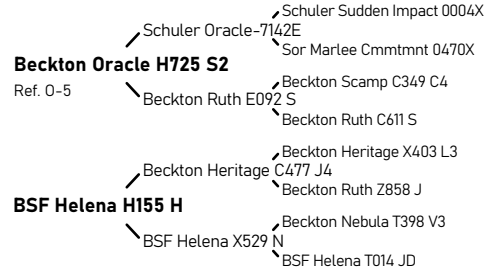 Schuler Sudden Impact 0004X
Schuler Oracle-7142E
Sor Marlee Cmmtmnt 0470X
Beckton Oracle H725 S2
Ref. O-5
Beckton Scamp C349 C4
Beckton Ruth E092 S
Beckton Ruth C611 S
Beckton Heritage X403 L3
Beckton Heritage C477 J4
Beckton Ruth Z858 J
BSF Helena H155 H
Beckton Nebula T398 V3
BSF Helena X529 N
BSF Helena T014 JD